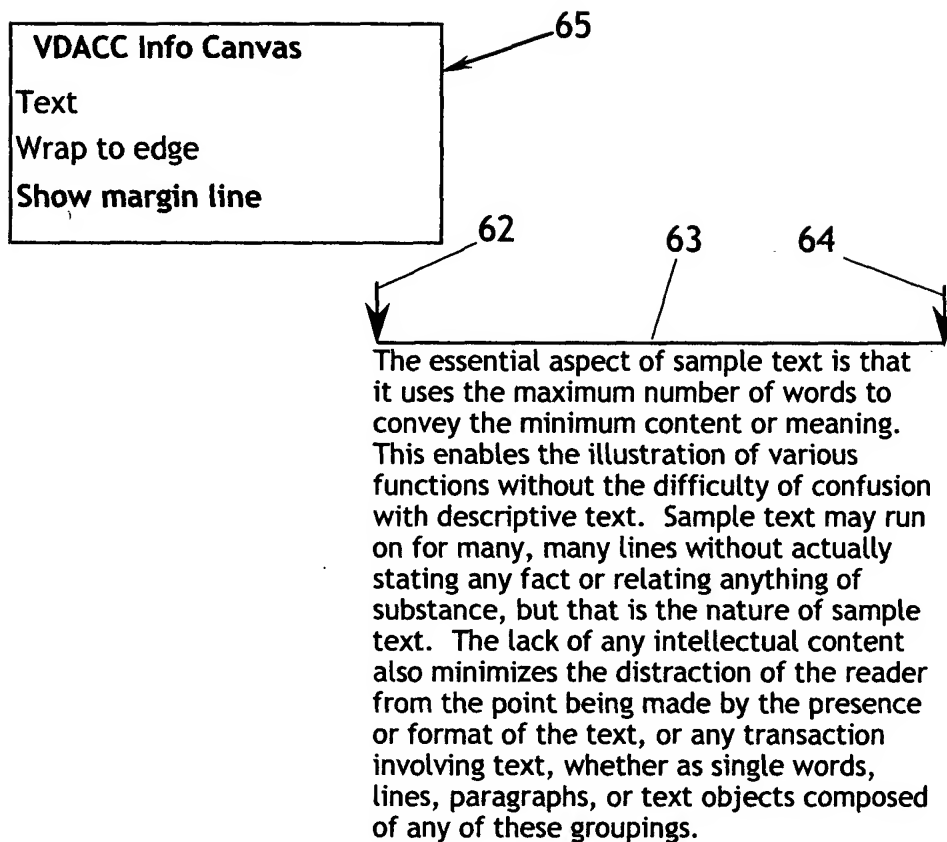 65
VDACC Info Canvas
Text
Wrap to edge
Show margin line
62
63
64
The essential aspect of sample text is that
it uses the maximum number of words to
convey the minimum content or meaning.
This enables the illustration of various
functions without the difficulty of confusion
with descriptive text.  Sample text may run
on for many, many lines without actually
stating any fact or relating anything of
substance, but that is the nature of sample
text.  The lack of any intellectual content
also minimizes the distraction of the reader
from the point being made by the presence
or format of the text, or any transaction
involving text, whether as single words,
lines, paragraphs, or text objects composed
of any of these groupings.